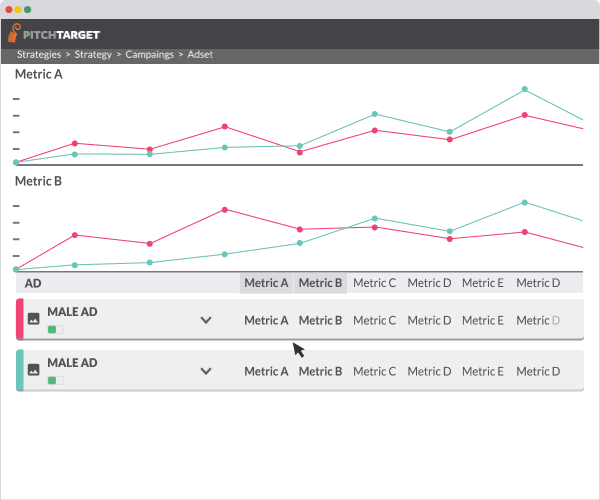 PITCHTARGET
Strategies > Strategy > Campaings > Adset
Metric A
Metric B
AD Metric A Metric B Metric C Metric D Metric E Metric D
MALE AD
Metric A Metric B Metric C Metric D Metric E Metric D
MALE AD
Metric A Metric B Metric C Metric D Metric E Metric D